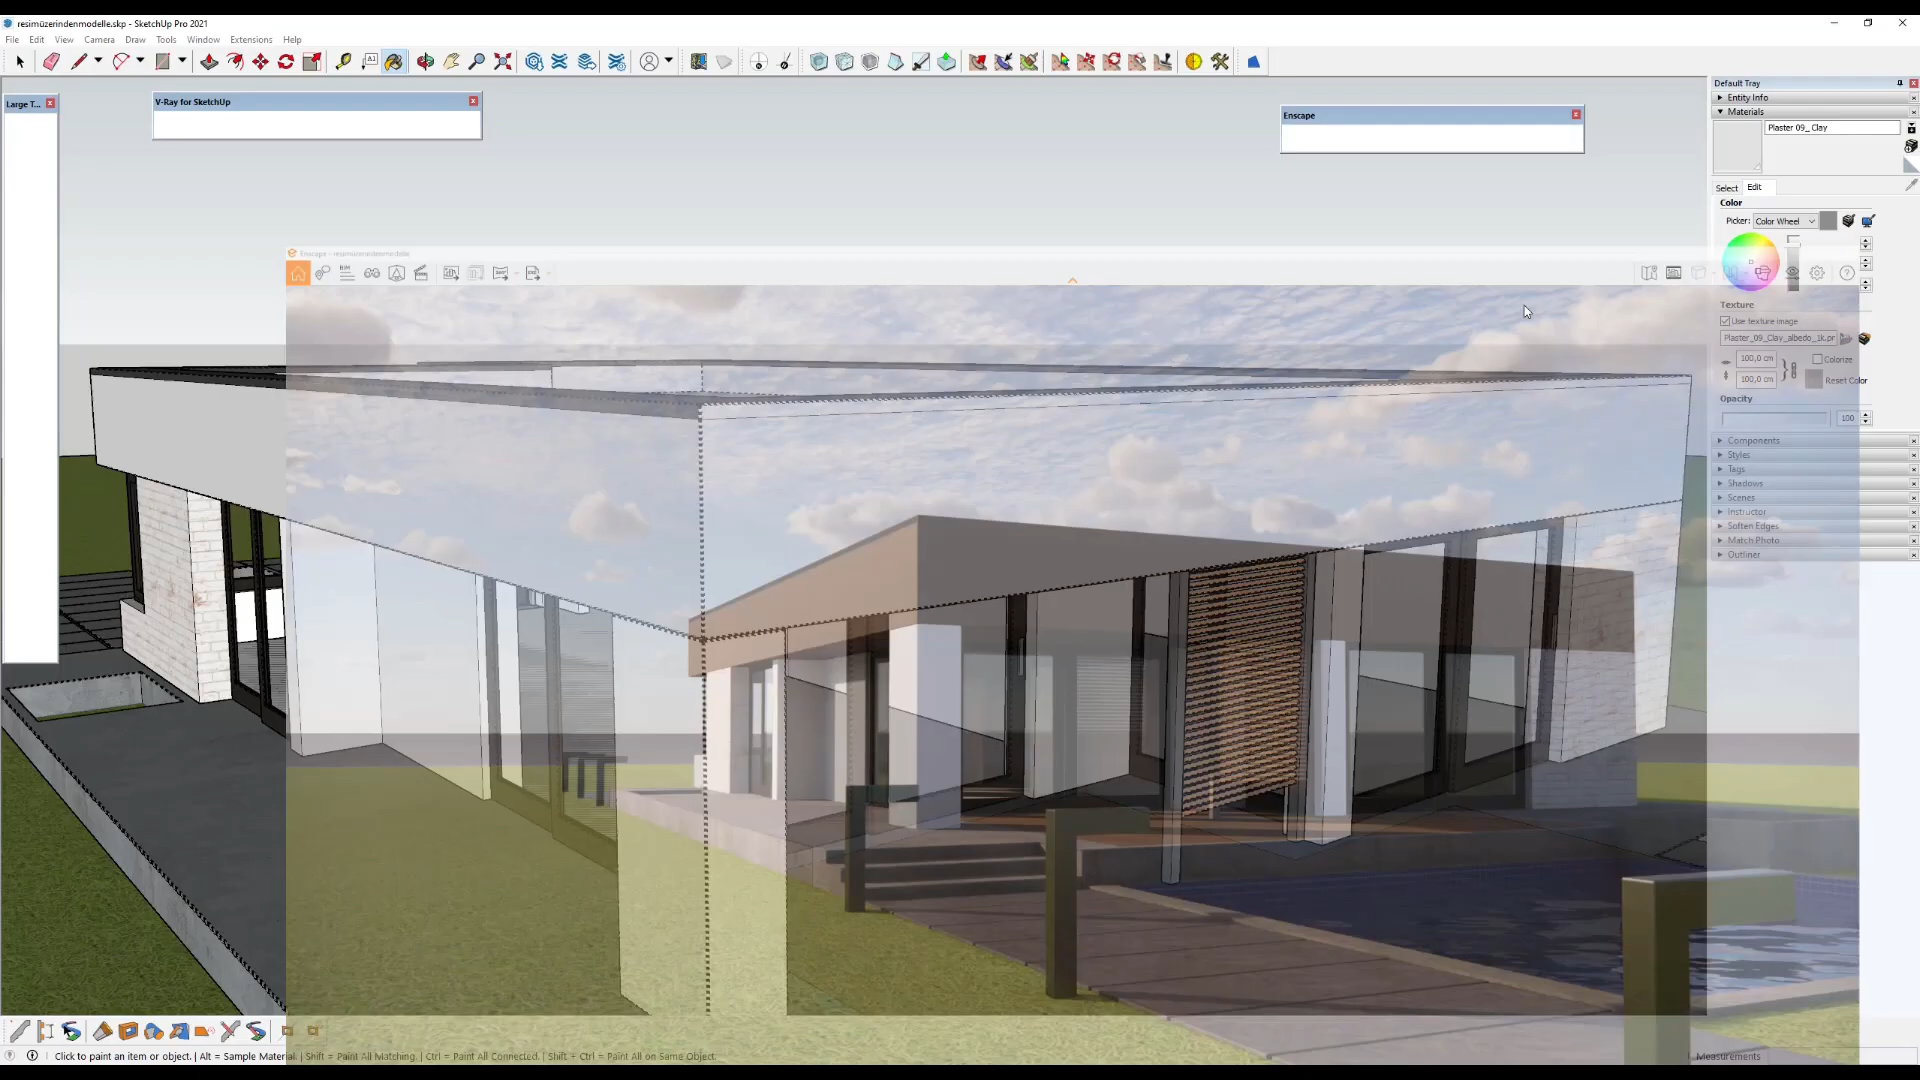 resimüzerindenmodelle.skp - SketchUp Pro 2021
File Edit View Camera Draw Tools Window Extensions Help
Large T...
V-Ray for SketchUp
Enscape
Default Tray
Entity Info
Materials
Plaster 09_ Clay
Select Edit
Color
Picker: Color Wheel
Enscape - resimüzerindenmodelle
Texture
Use texture image
Plaster_09_Clay_albedo_1k.pr
100,0 cm
Colorize
100,0 cm
Reset Color
Opacity
100
Components
Styles
Tags
Shadows
Scenes
Instructor
Soften Edges
Match Photo
Outliner
Click to paint an item or object. | Alt = Sample Material. | Shift = Paint All Matching. | Ctrl = Paint All Connected. | Shift + Ctrl = Paint All on Same Object.
Measurements